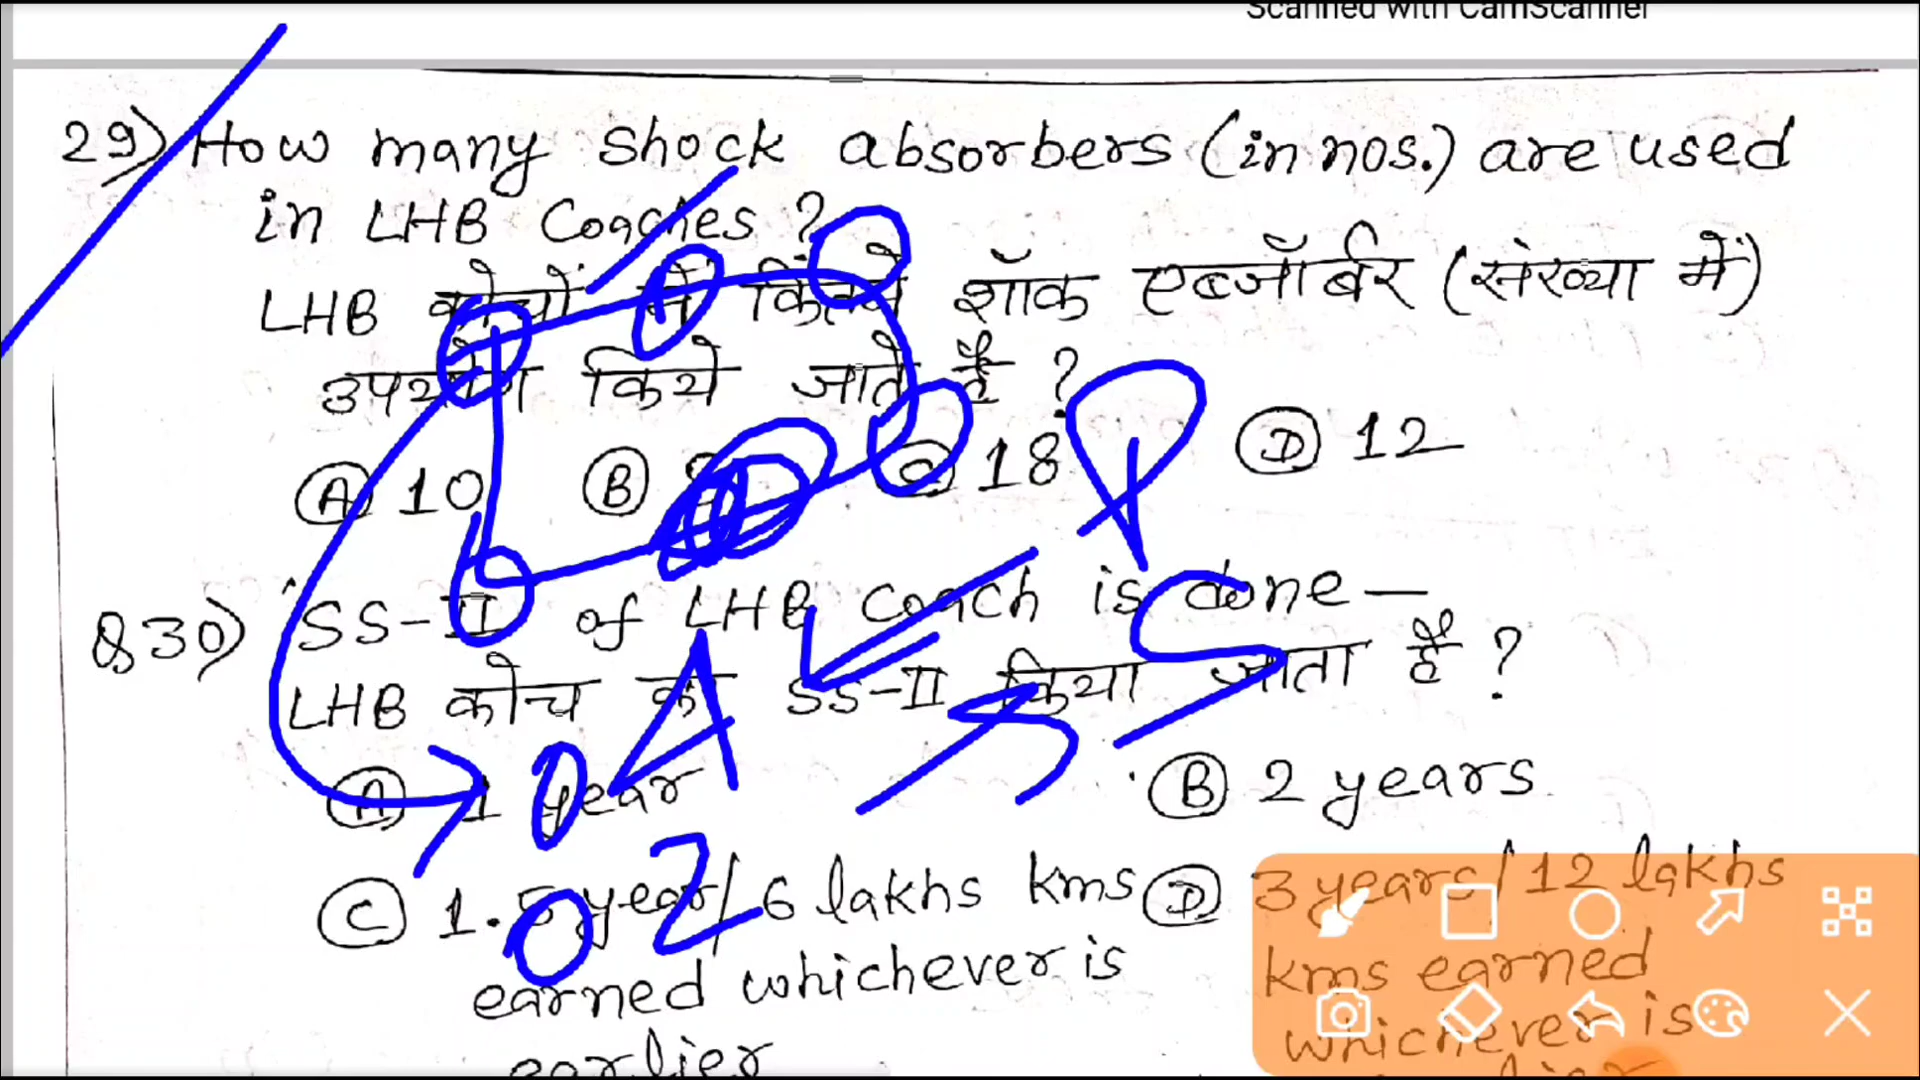 Scanned with CamScanner
29) How many shock absorbers (in nos.) are used
in LHB Coaches ?
LHB कोचों में कितने शॉक एब्जॉर्बर (संख्या में)
उपयोग किये जाते है ?
(A) 10 (B) (C) 18 (D) 12
Q30) SS-II of LHB Coach is done —
LHB कोच का SS-II किया जाता है ?
(A) 1 year (B) 2 years
(C) 1.5 year/6 lakhs kms (D) 3 years/12 lakhs
earned whichever is kms earned
earlier whichever is